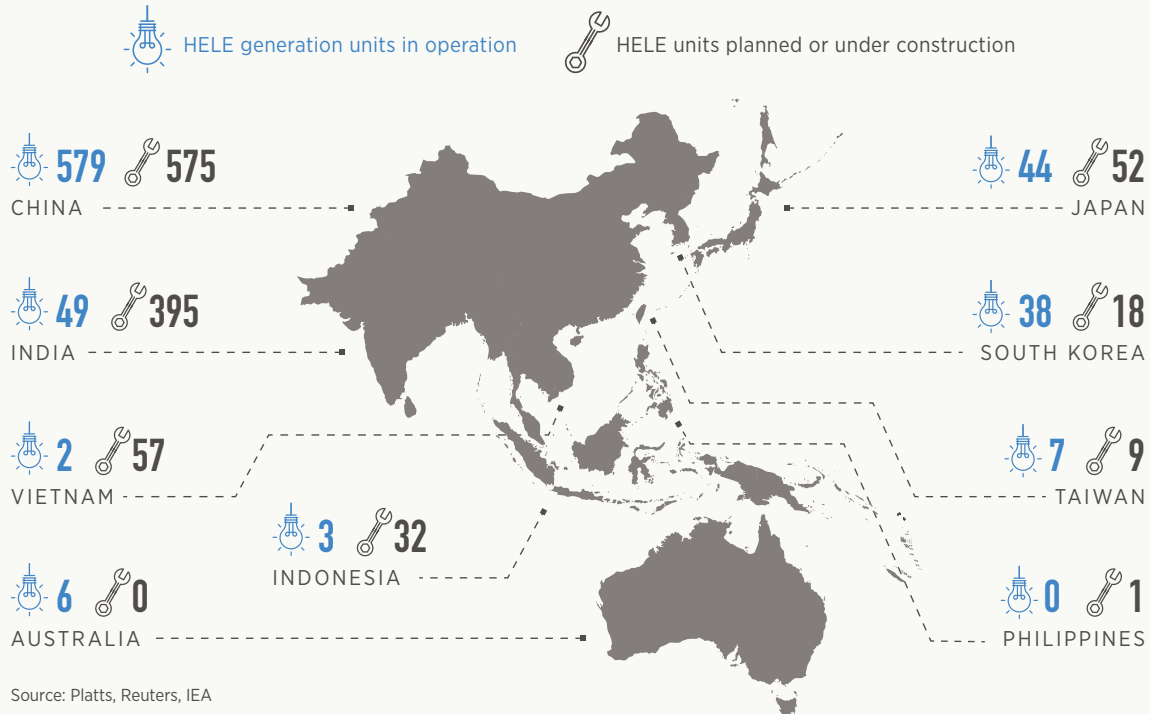 HELE generation units in operation
HELE units planned or under construction
579 575
CHINA
44 52
JAPAN
49 395
INDIA
38 18
SOUTH KOREA
2 57
VIETNAM
7 9
TAIWAN
3 32
INDONESIA
6 0
AUSTRALIA
0 1
PHILIPPINES
Source: Platts, Reuters, IEA